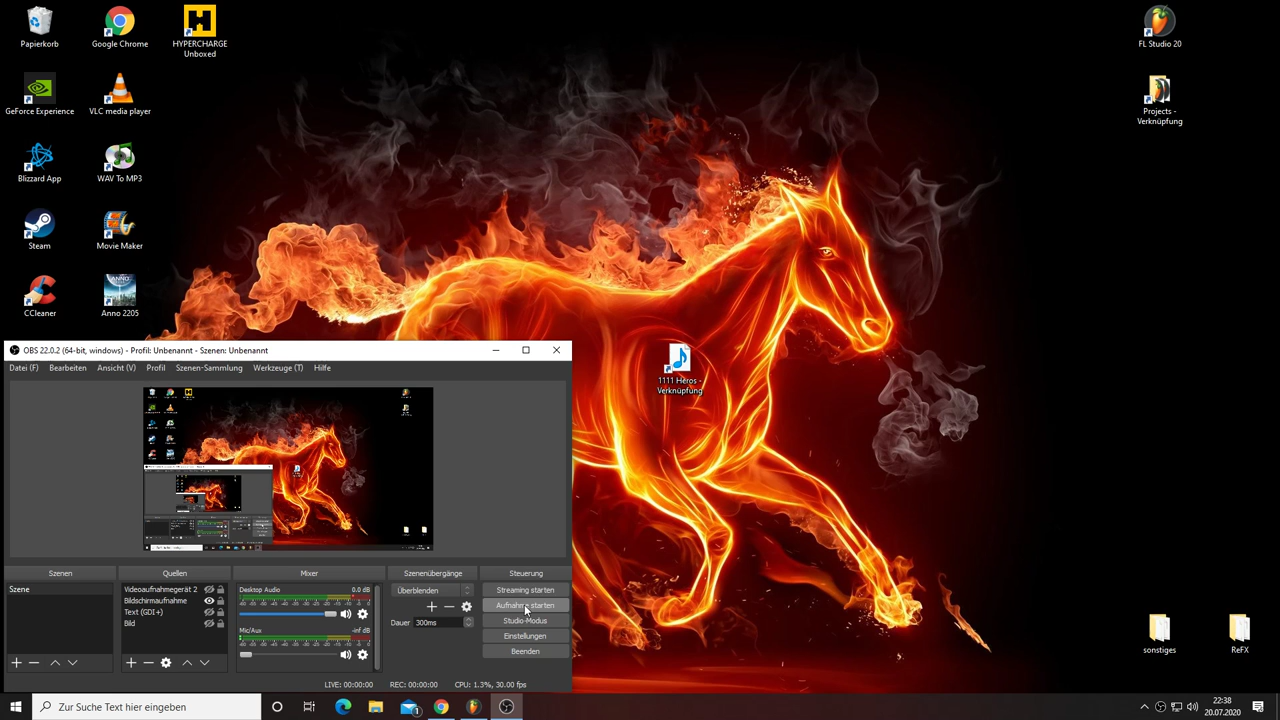 Papierkorb
Google Chrome
HYPERCHARGE
Unboxed
FL Studio 20
GeForce Experience
VLC media player
Projects -
Verknüpfung
Blizzard App
WAV To MP3
Steam
Movie Maker
CCleaner
ANNO
Anno 2205
OBS 22.0.2 (64-bit, windows) - Profil: Unbenannt - Szenen: Unbenannt
Datei (F) Bearbeiten Ansicht (V) Profil Szenen-Sammlung Werkzeuge (T) Hilfe
1111 Heros -
Verknüpfung
Szenen Quellen Mixer Szenenübergänge Steuerung
Szene
Videoaufnahmegerät 2
Bildschirmaufnahme
Text (GDI+)
Bild
Desktop Audio 0.0 dB
Mic/Aux -inf dB
Überblenden
Dauer 300ms
Streaming starten
Aufnahme starten
Studio-Modus
Einstellungen
Beenden
LIVE: 00:00:00 REC: 00:00:00 CPU: 1.3%, 30.00 fps
sonstiges
ReFX
Zur Suche Text hier eingeben
1
22:38
20.07.2020